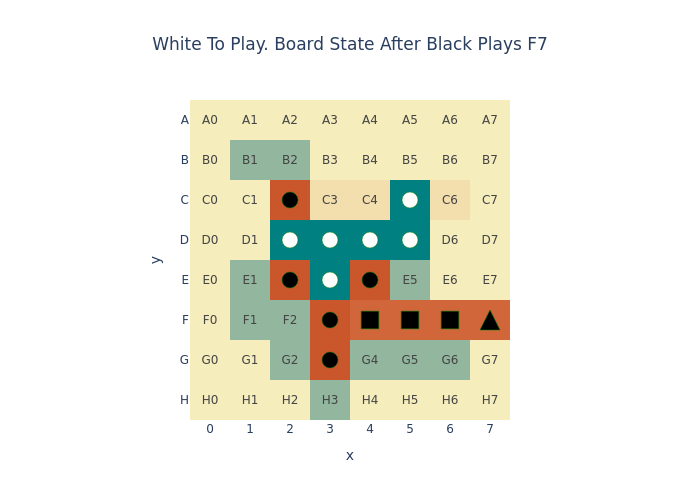 White To Play. Board State After Black Plays F7
A A0 A1 A2 A3 A4 A5 A6 A7
B B0 B1 B2 B3 B4 B5 B6 B7
C C0 C1 C3 C4 C6 C7
D D0 D1 D6 D7
y
E E0 E1 E5 E6 E7
F F0 F1 F2
G G0 G1 G2 G4 G5 G6 G7
H H0 H1 H2 H3 H4 H5 H6 H7
0 1 2 3 4 5 6 7
x